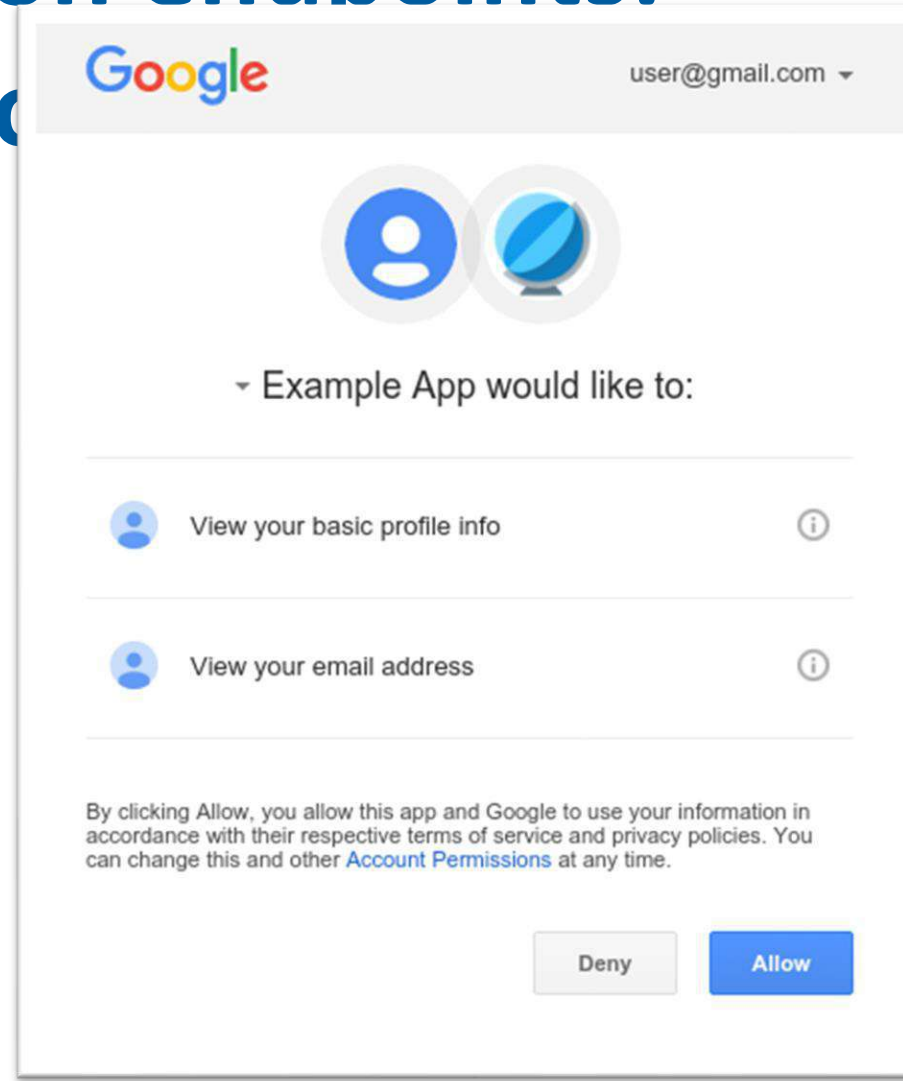 Google
user@gmail.com
Example App would like to:
View your basic profile info
View your email address
By clicking Allow, you allow this app and Google to use your information in
accordance with their respective terms of service and privacy policies. You
can change this and other Account Permissions at any time.
Deny
Allow